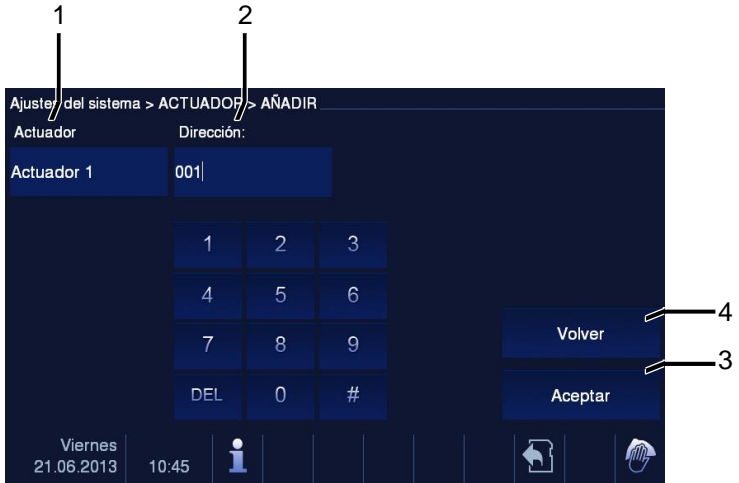 1 2
Ajustes del sistema > ACTUADOR > AÑADIR
Actuador Dirección:
Actuador 1 001
1 2 3
4 5 6
4
Volver
7 8 9
3
DEL 0 #
Aceptar
Viernes
21.06.2013 10:45 i